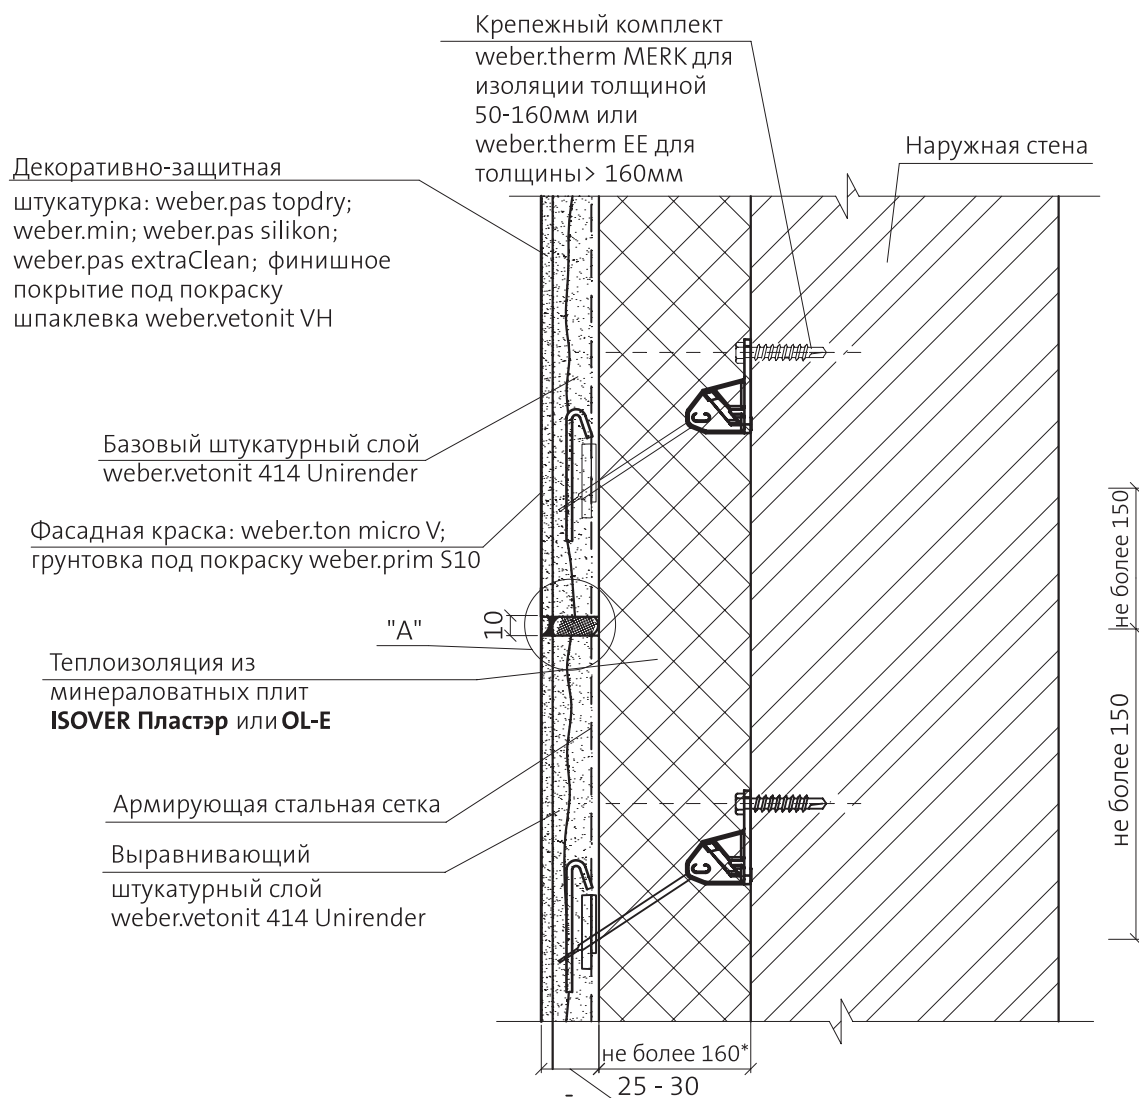 Крепежный комплект
weber.therm MERK для
изоляции толщиной
50-160мм или
weber.therm EE для
толщины> 160мм
Наружная стена
Декоративно-защитная
штукатурка: weber.pas topdry;
weber.min; weber.pas silikon;
weber.pas extraClean; финишное
покрытие под покраску
шпаклевка weber.vetonit VH
Базовый штукатурный слой
weber.vetonit 414 Unirender
Фасадная краска: weber.ton micro V;
грунтовка под покраску weber.prim S10
"А"
10
Теплоизоляция из
минераловатных плит
ISOVER Пластэр или OL-E
Армирующая стальная сетка
Выравнивающий
штукатурный слой
weber.vetonit 414 Unirender
C
C
не более 150
не более 150
не более 160*
25 - 30